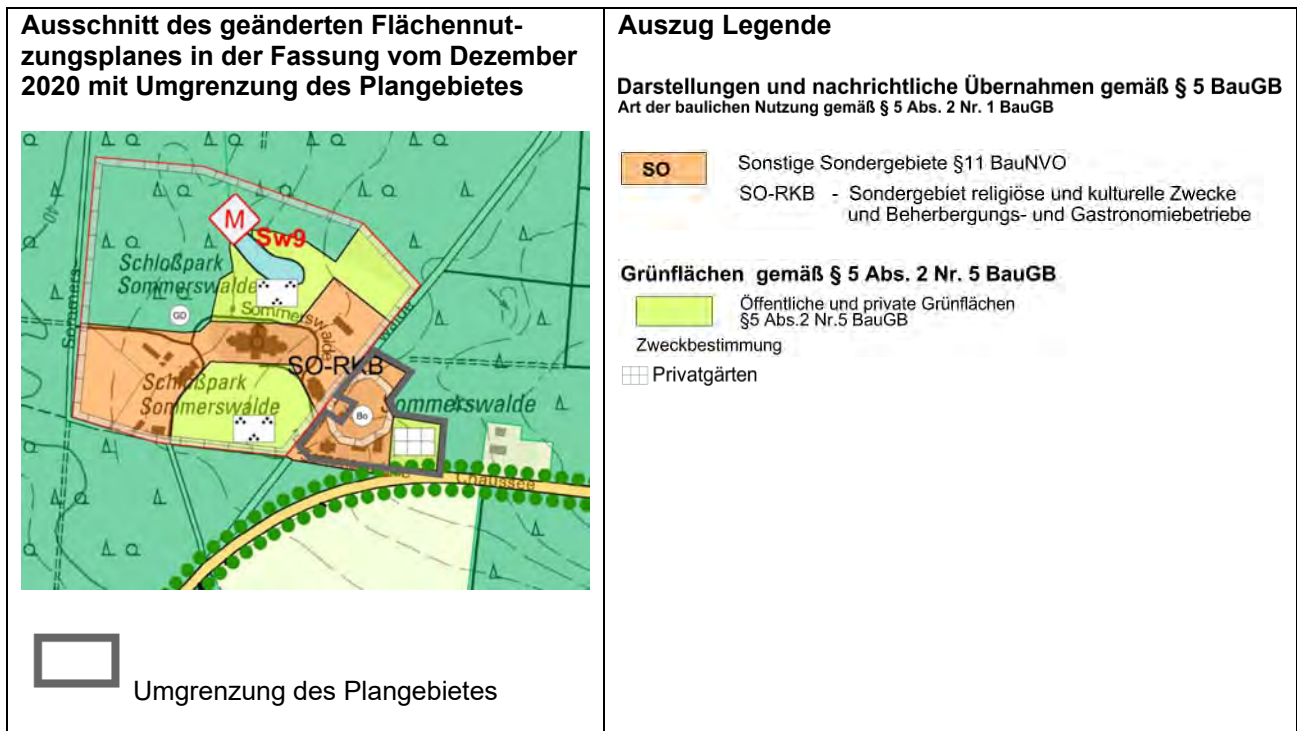 Ausschnitt des geänderten Flächennut-
zungsplanes in der Fassung vom Dezember
2020 mit Umgrenzung des Plangebietes
M
Sw9
Schloßpark
Sommerswalde
GD
Sommerswalde
Sommers-
walde
SO-RKB
Schloßpark
Sommerswalde
Bo
ommerswalde
Chaussee
Umgrenzung des Plangebietes
Auszug Legende
Darstellungen und nachrichtliche Übernahmen gemäß § 5 BauGB
Art der baulichen Nutzung gemäß § 5 Abs. 2 Nr. 1 BauGB
SO
Sonstige Sondergebiete §11 BauNVO
SO-RKB - Sondergebiet religiöse und kulturelle Zwecke
und Beherbergungs- und Gastronomiebetriebe
Grünflächen gemäß § 5 Abs. 2 Nr. 5 BauGB
Öffentliche und private Grünflächen
§5 Abs.2 Nr.5 BauGB
Zweckbestimmung
Privatgärten